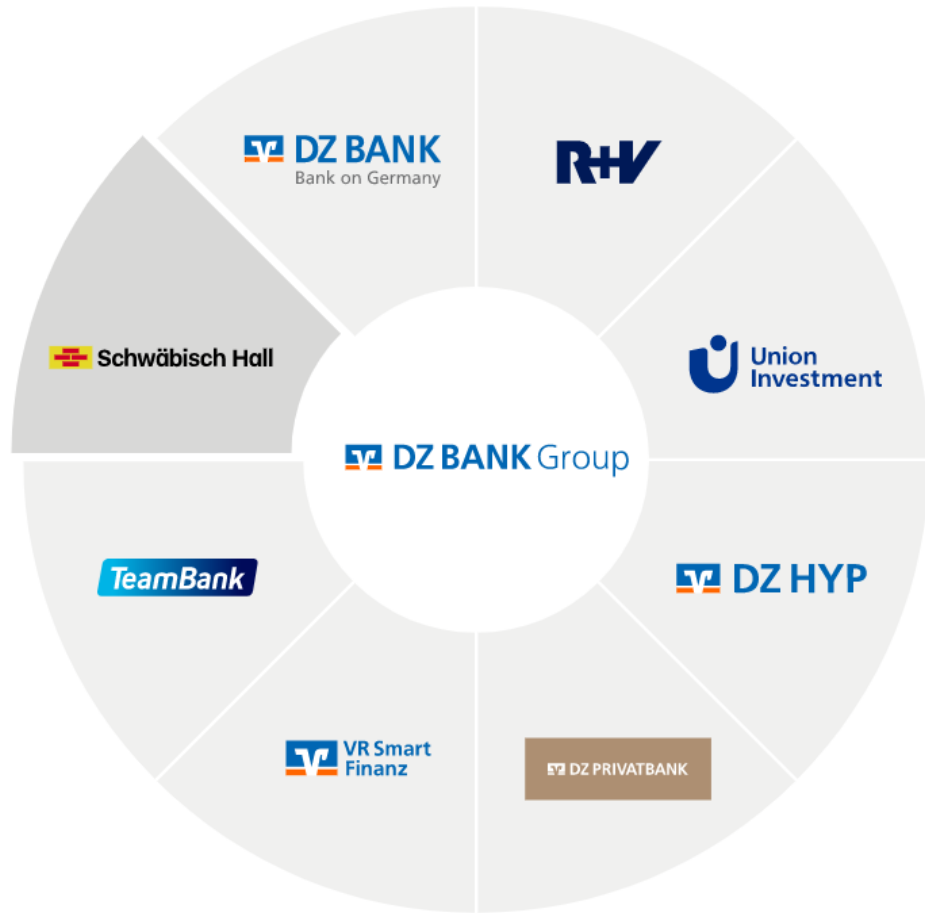 DZ BANK
Bank on Germany
R+V
Union
Investment
DZ HYP
DZ PRIVATBANK
VR Smart
Finanz
TeamBank
Schwäbisch Hall
DZ BANK Group